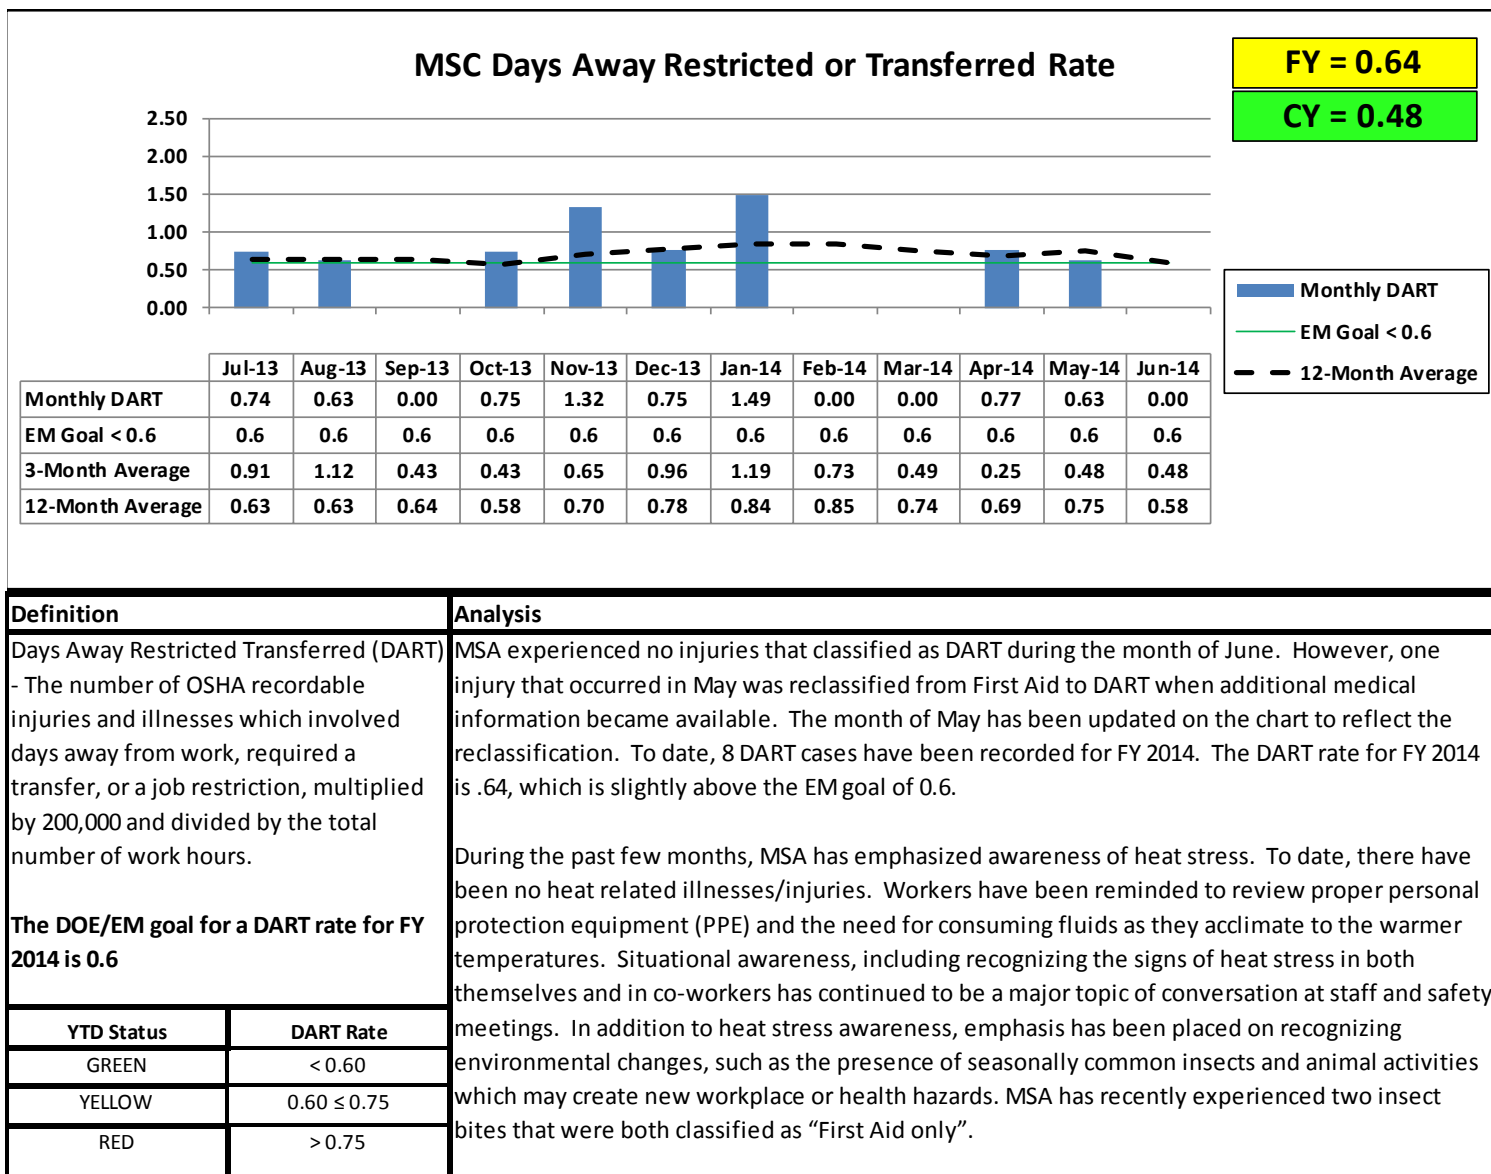 MSC Days Away Restricted or Transferred Rate
FY = 0.64
CY = 0.48
2.50
2.00
1.50
1.00
0.50
0.00
Monthly DART
EM Goal < 0.6
12-Month Average
Jul-13 Aug-13 Sep-13 Oct-13 Nov-13 Dec-13 Jan-14 Feb-14 Mar-14 Apr-14 May-14 Jun-14
Monthly DART 0.74 0.63 0.00 0.75 1.32 0.75 1.49 0.00 0.00 0.77 0.63 0.00
EM Goal < 0.6 0.6 0.6 0.6 0.6 0.6 0.6 0.6 0.6 0.6 0.6 0.6 0.6
3-Month Average 0.91 1.12 0.43 0.43 0.65 0.96 1.19 0.73 0.49 0.25 0.48 0.48
12-Month Average 0.63 0.63 0.64 0.58 0.70 0.78 0.84 0.85 0.74 0.69 0.75 0.58
Definition
Days Away Restricted Transferred (DART)
- The number of OSHA recordable
injuries and illnesses which involved
days away from work, required a
transfer, or a job restriction, multiplied
by 200,000 and divided by the total
number of work hours.
The DOE/EM goal for a DART rate for FY
2014 is 0.6
YTD Status DART Rate
GREEN < 0.60
YELLOW 0.60 ≤ 0.75
RED > 0.75
Analysis
MSA experienced no injuries that classified as DART during the month of June. However, one
injury that occurred in May was reclassified from First Aid to DART when additional medical
information became available. The month of May has been updated on the chart to reflect the
reclassification. To date, 8 DART cases have been recorded for FY 2014. The DART rate for FY 2014
is .64, which is slightly above the EM goal of 0.6.
During the past few months, MSA has emphasized awareness of heat stress. To date, there have
been no heat related illnesses/injuries. Workers have been reminded to review proper personal
protection equipment (PPE) and the need for consuming fluids as they acclimate to the warmer
temperatures. Situational awareness, including recognizing the signs of heat stress in both
themselves and in co-workers has continued to be a major topic of conversation at staff and safety
meetings. In addition to heat stress awareness, emphasis has been placed on recognizing
environmental changes, such as the presence of seasonally common insects and animal activities
which may create new workplace or health hazards. MSA has recently experienced two insect
bites that were both classified as “First Aid only”.